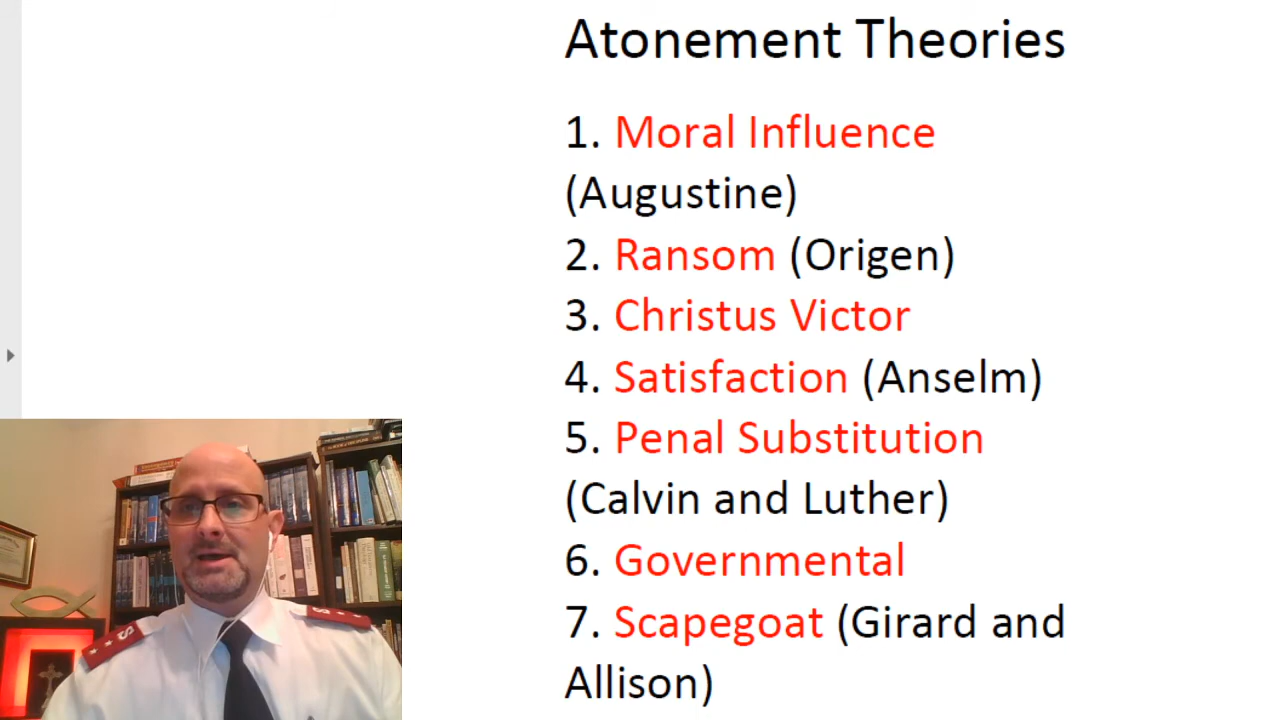 Atonement Theories
1. Moral Influence
(Augustine)
2. Ransom (Origen)
3. Christus Victor
4. Satisfaction (Anselm)
5. Penal Substitution
(Calvin and Luther)
6. Governmental
7. Scapegoat (Girard and
Allison)
S
S